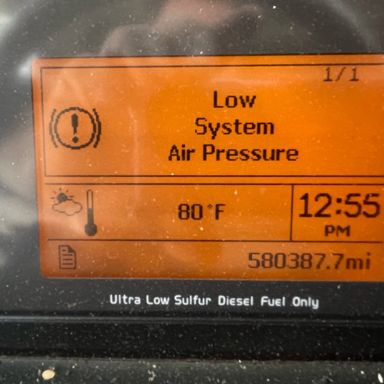 1/1
Low
System
Air Pressure
80°F
12:55
PM
580387.7mi
Ultra Low Sulfur Diesel Fuel Only